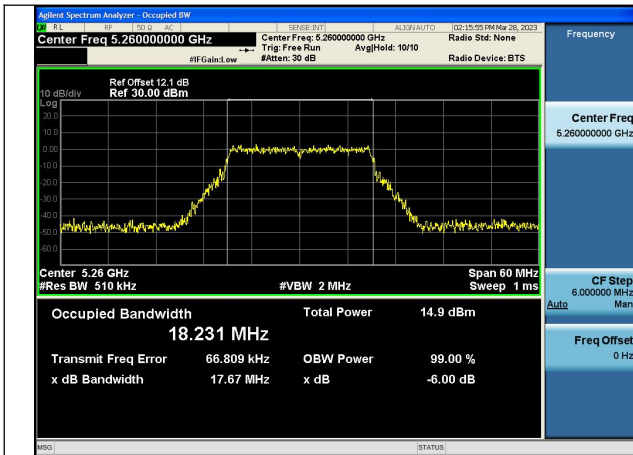 Agilent Spectrum Analyzer - Occupied BW
RL RF 50 Ω AC SENSE:INT ALIGN AUTO 02:15:55 PM Mar 28, 2023
Center Freq 5.260000000 GHz Center Freq: 5.260000000 GHz Radio Std: None
Trig: Free Run Avg|Hold: 10/10
#IFGain:Low #Atten: 30 dB Radio Device: BTS
Ref Offset 12.1 dB
10 dB/div Ref 30.00 dBm
Log
20.0
10.0
0.00
-10.0
-20.0
-30.0
-40.0
-50.0
-60.0
Center 5.26 GHz Span 60 MHz
#Res BW 510 kHz #VBW 2 MHz Sweep 1 ms
Occupied Bandwidth Total Power 14.9 dBm
18.231 MHz
Transmit Freq Error 66.809 kHz OBW Power 99.00 %
x dB Bandwidth 17.67 MHz x dB -6.00 dB
MSG STATUS
Frequency
Center Freq
5.260000000 GHz
CF Step
6.000000 MHz
Auto Man
Freq Offset
0 Hz